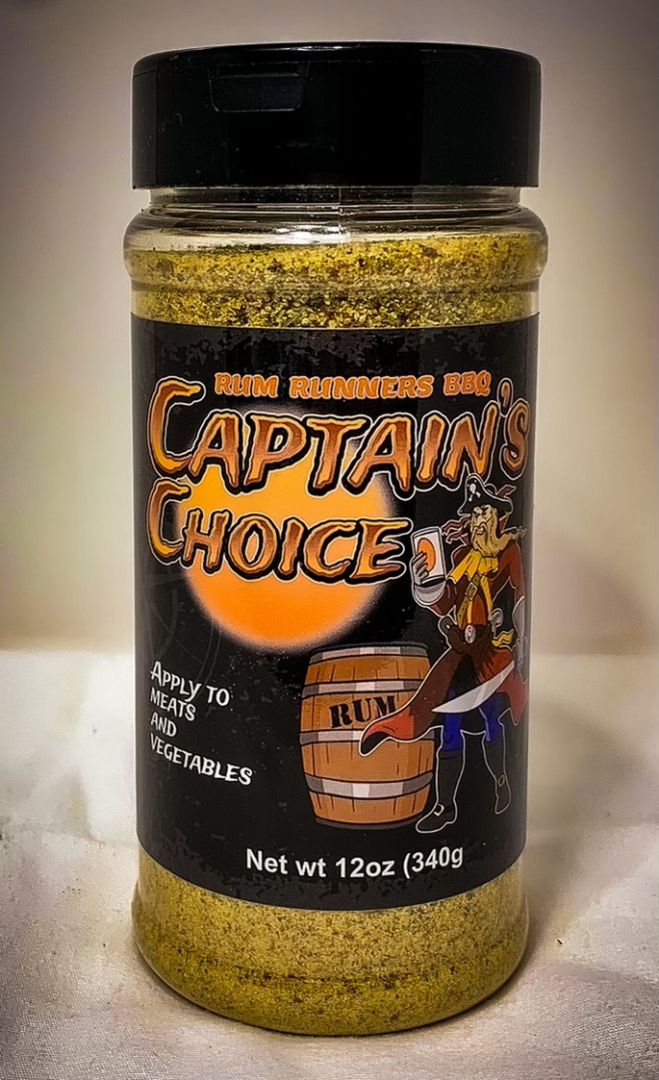 RUM RUNNERS BBQ
CAPTAIN'S
CHOICE
APPLY TO
MEATS
AND
VEGETABLES
RUM
Net wt 12oz (340g